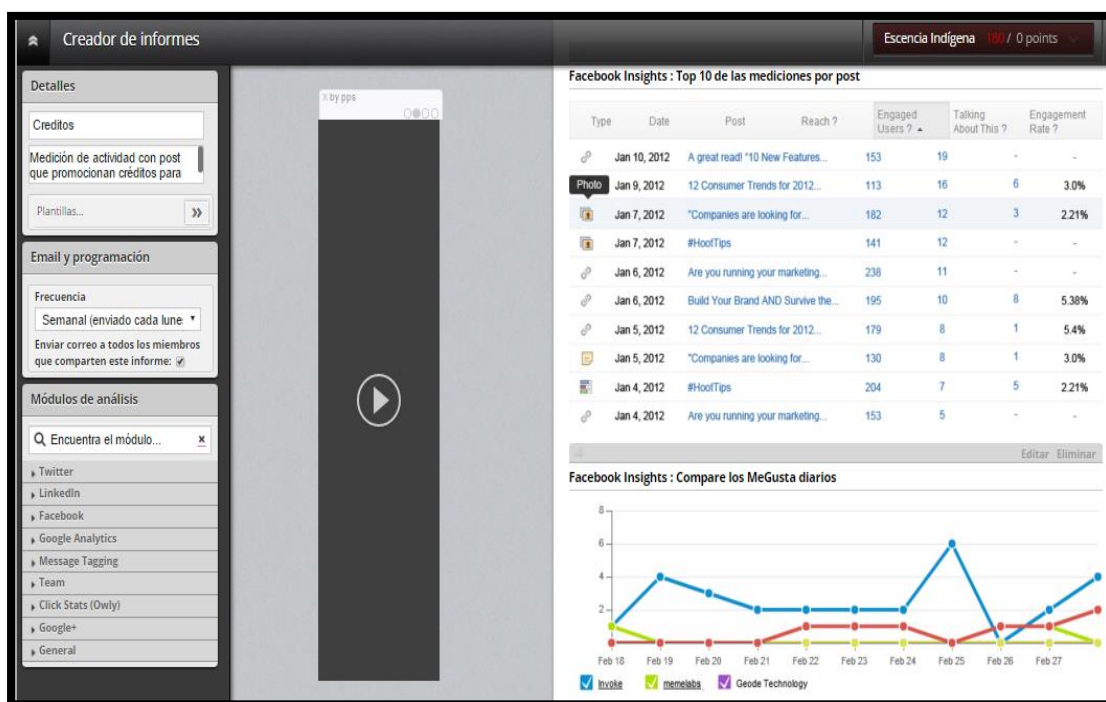 Creador de informes
Escencia Indígena 180/ 0 points
Detalles
Creditos
Medición de actividad con post
que promocionan créditos para
Plantillas...
Email y programación
Frecuencia
Semanal (enviado cada lune
Enviar correo a todos los miembros
que comparten este informe:
Módulos de análisis
Encuentra el módulo... x
Twitter
LinkedIn
Facebook
Google Analytics
Message Tagging
Team
Click Stats (Owly)
Google+
General
X by pps
Facebook Insights : Top 10 de las mediciones por post
Type Date Post Reach ? Engaged Users ? Talking About This ? Engagement Rate ?
Jan 10, 2012 A great read! "10 New Features... 153 19 - -
Photo
Jan 9, 2012 12 Consumer Trends for 2012... 113 16 6 3.0%
Jan 7, 2012 "Companies are looking for... 182 12 3 2.21%
Jan 7, 2012 #HootTips 141 12 - -
Jan 6, 2012 Are you running your marketing... 238 11 - -
Jan 6, 2012 Build Your Brand AND Survive the... 195 10 8 5.38%
Jan 5, 2012 12 Consumer Trends for 2012... 179 8 1 5.4%
Jan 5, 2012 "Companies are looking for... 130 8 1 3.0%
Jan 4, 2012 #HootTips 204 7 5 2.21%
Jan 4, 2012 Are you running your marketing... 153 5 - -
Editar Eliminar
Facebook Insights : Compare los MeGusta diarios
8
6
4
2
Feb 18 Feb 19 Feb 20 Feb 21 Feb 22 Feb 23 Feb 24 Feb 25 Feb 26 Feb 27
Invoke memelabs Geode Technology